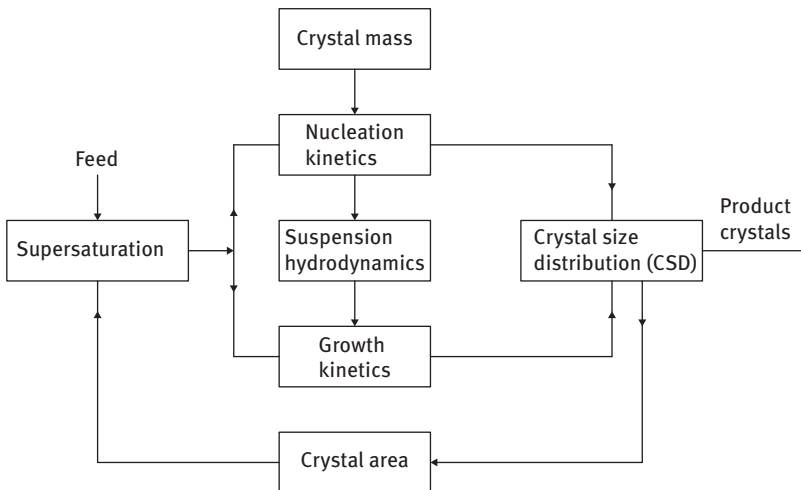 Crystal mass
Nucleation
kinetics
Feed
Supersaturation
Suspension
hydrodynamics
Crystal size
distribution (CSD)
Product
crystals
Growth
kinetics
Crystal area